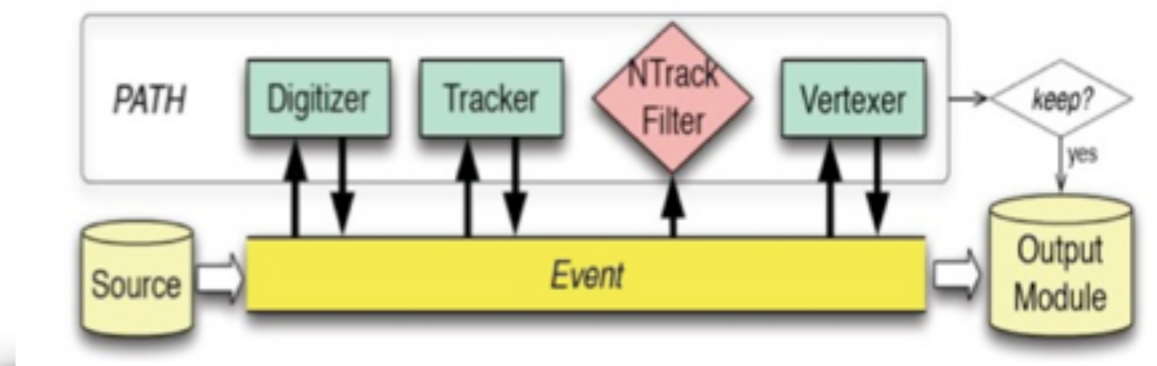 PATH
Digitizer
Tracker
NTrack
Filter
Vertexer
keep?
yes
Source
Event
Output
Module